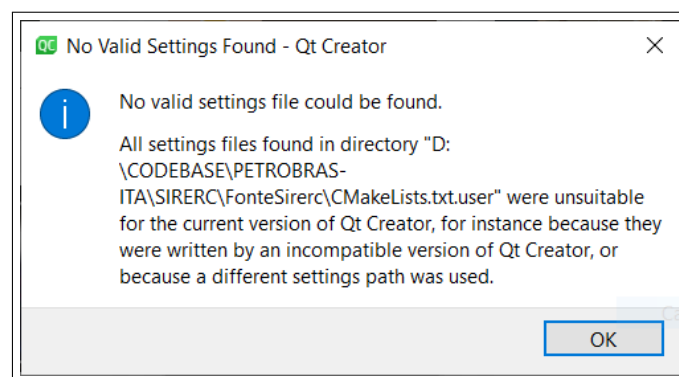 QC No Valid Settings Found - Qt Creator
No valid settings file could be found.
All settings files found in directory "D:
\CODEBASE\PETROBRAS-
ITA\SIRERC\FonteSirerc\CMakeLists.txt.user" were unsuitable
for the current version of Qt Creator, for instance because they
were written by an incompatible version of Qt Creator, or
because a different settings path was used.
OK